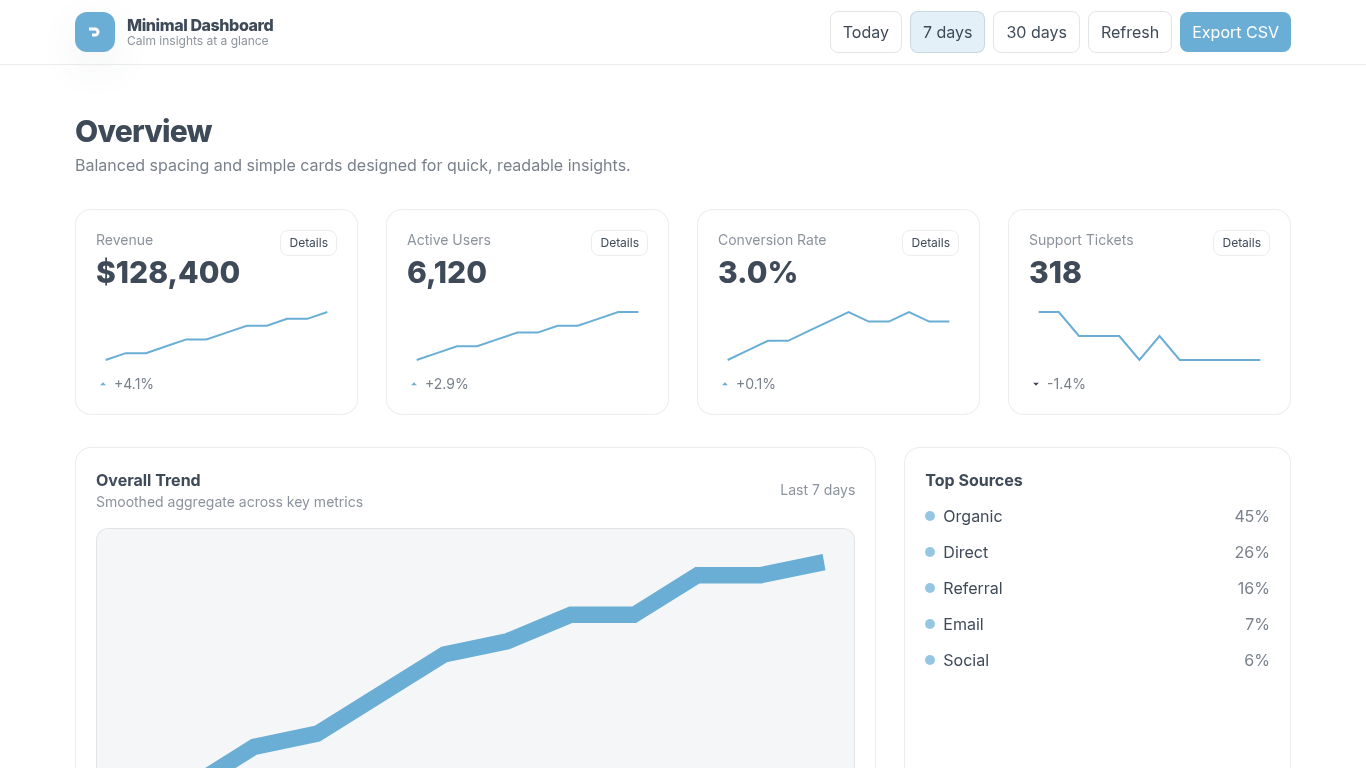 Minimal Dashboard
Calm insights at a glance
Today
7 days
30 days
Refresh
Export CSV
Overview
Balanced spacing and simple cards designed for quick, readable insights.
Revenue
Details
$128,400
+4.1%
Active Users
Details
6,120
+2.9%
Conversion Rate
Details
3.0%
+0.1%
Support Tickets
Details
318
-1.4%
Overall Trend
Smoothed aggregate across key metrics
Last 7 days
Top Sources
Organic 45%
Direct 26%
Referral 16%
Email 7%
Social 6%